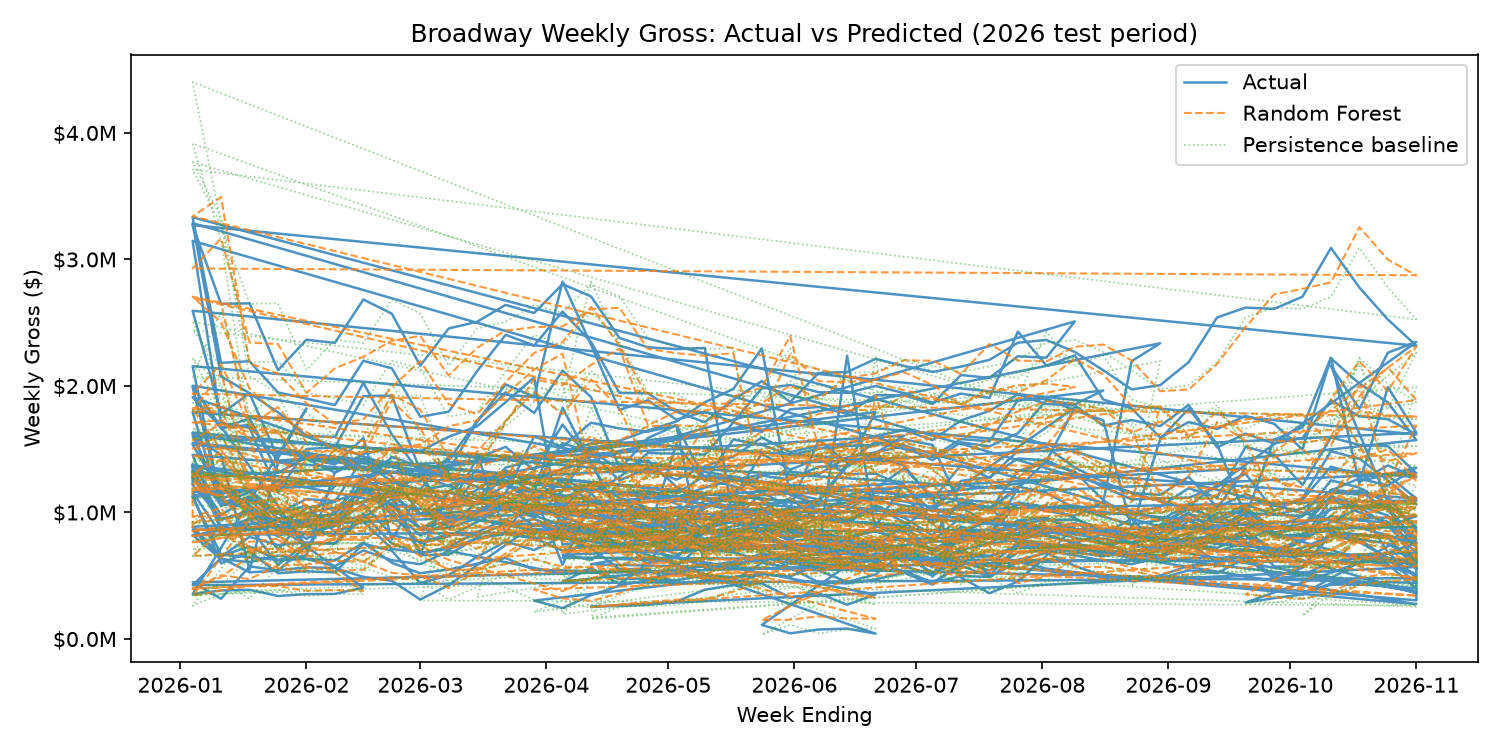 Broadway Weekly Gross: Actual vs Predicted (2026 test period)
Actual
Random Forest
Persistence baseline
$4.0M
$3.0M
$2.0M
$1.0M
$0.0M
Weekly Gross ($)
2026-01 2026-02 2026-03 2026-04 2026-05 2026-06 2026-07 2026-08 2026-09 2026-10 2026-11
Week Ending